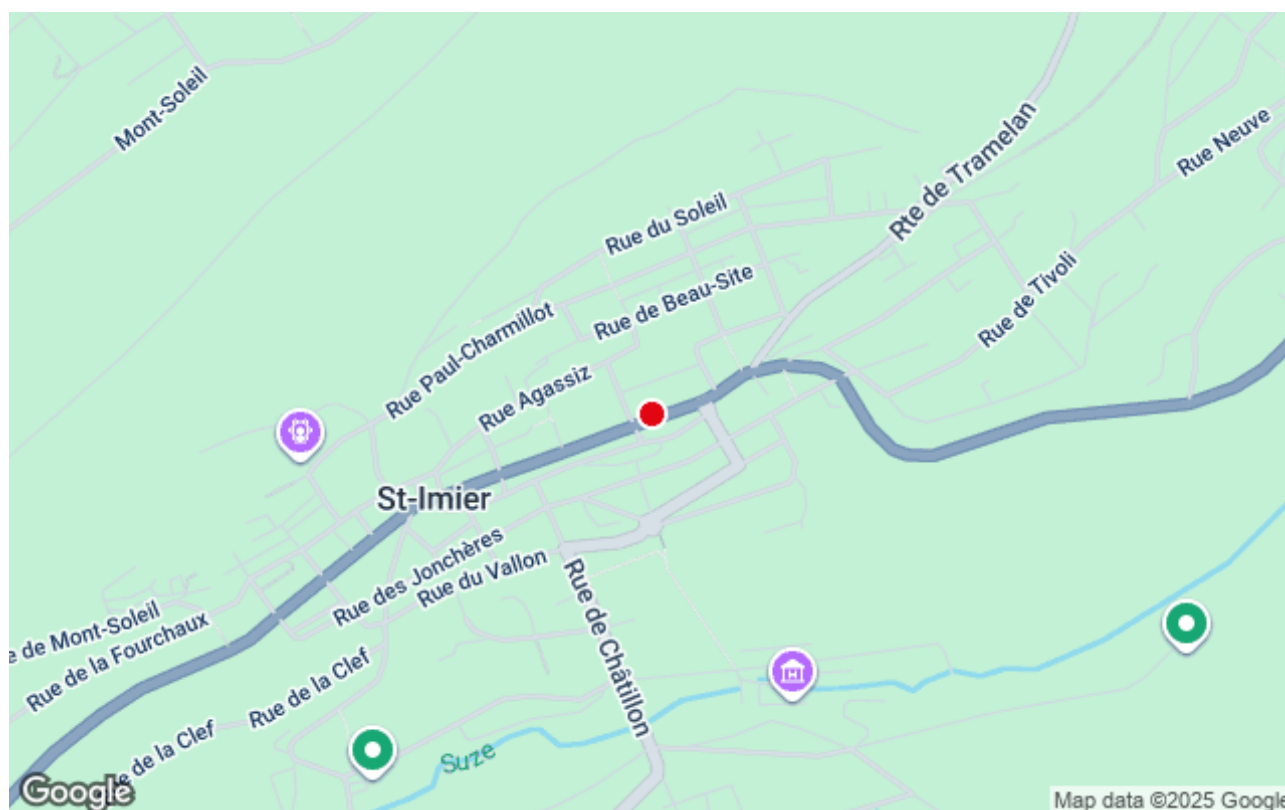 Mont-Soleil
Rue Neuve
Rte de Tramelan
Rue du Soleil
Rue de Tivoli
Rue de Beau-Site
Rue Paul-Charmillot
Rue Agassiz
St-Imier
Rue des Jonchères
Rue du Vallon
Rue de Châtillon
e de Mont-Soleil
Rue de la Fourchaux
Rue de la Clef
de la Clef
Suze
Google
Map data ©2025 Google